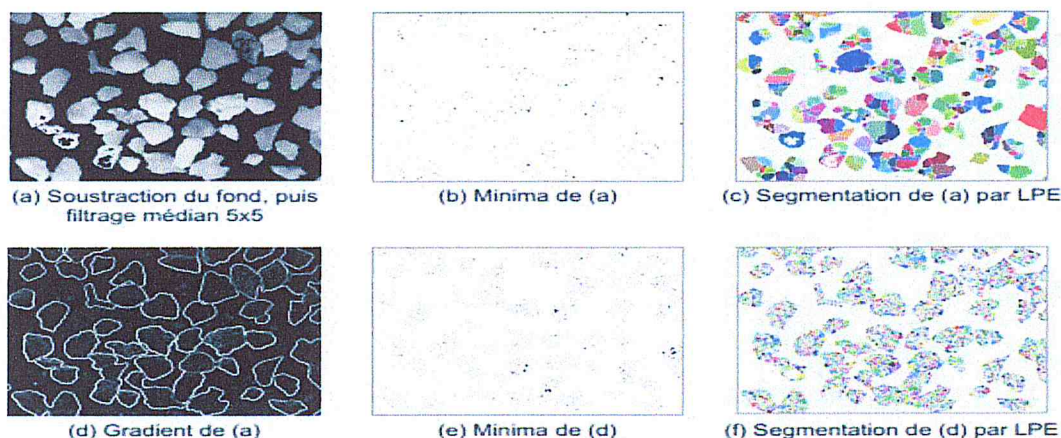 (a) Soustraction du fond, puis
filtrage médian 5x5
(b) Minima de (a)
(c) Segmentation de (a) par LPE
(d) Gradient de (a)
(e) Minima de (d)
(f) Segmentation de (d) par LPE